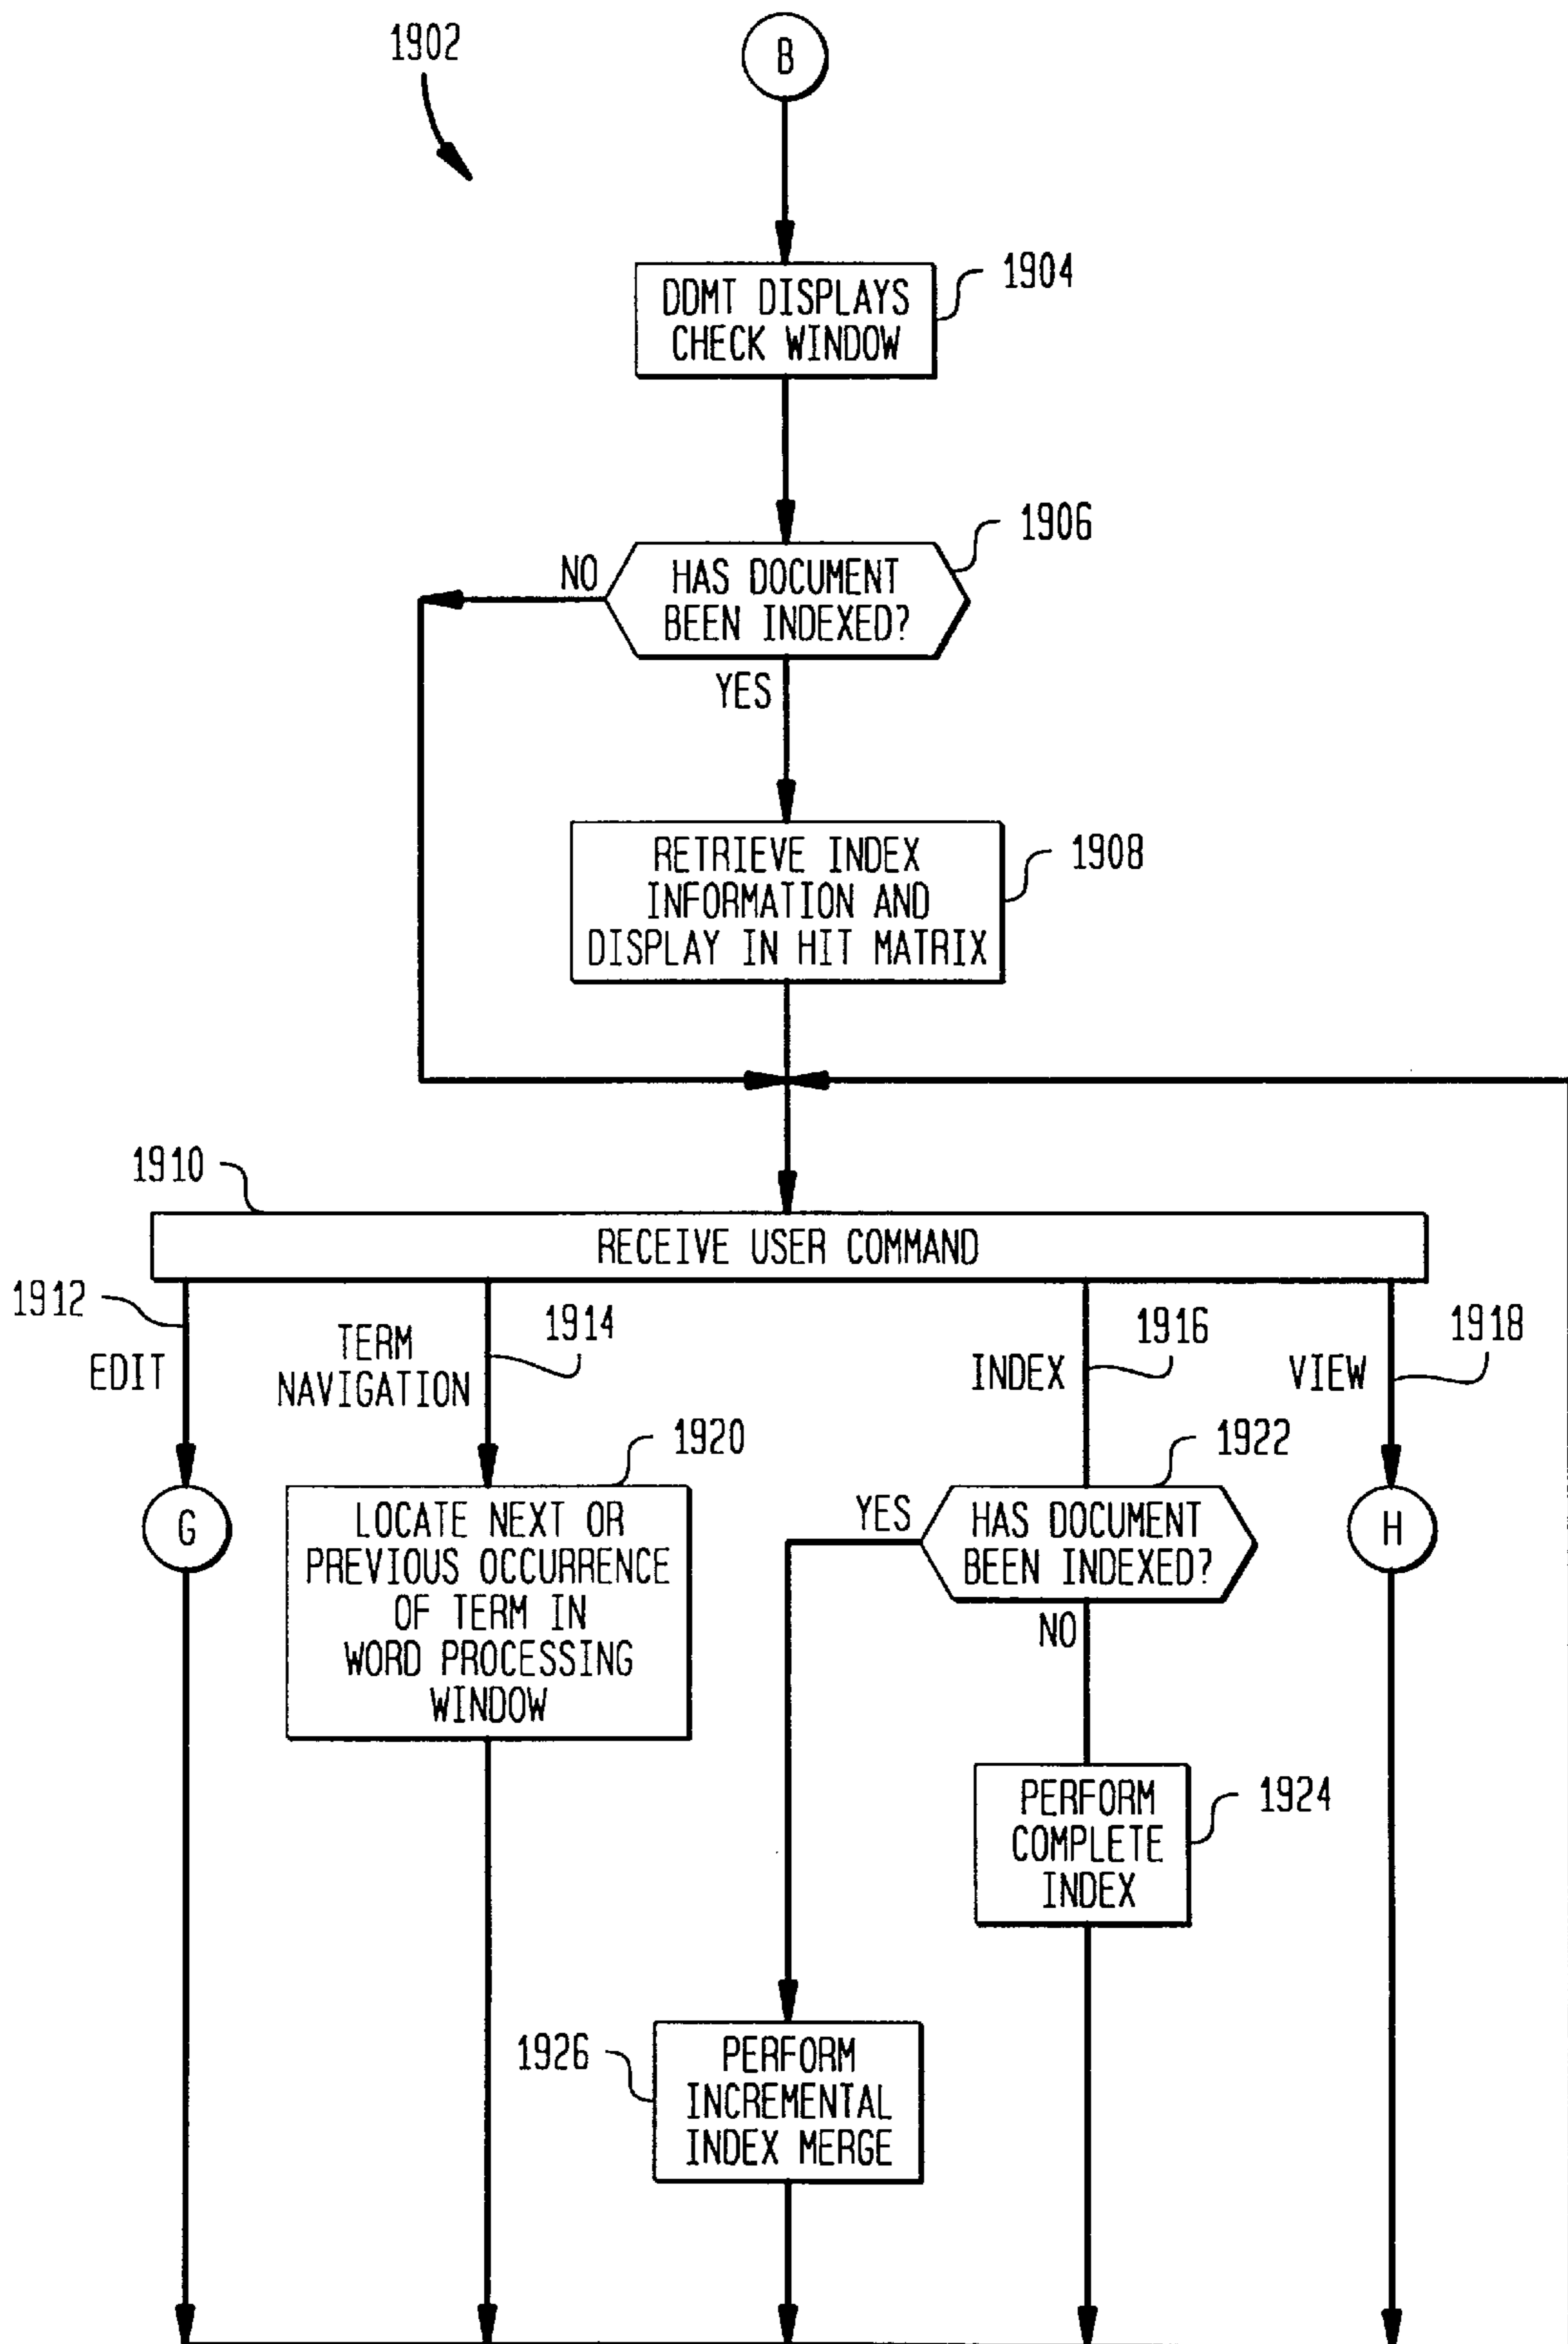 1902
B
DDMT DISPLAYS
CHECK WINDOW
1904
HAS DOCUMENT
BEEN INDEXED?
1906
NO
YES
RETRIEVE INDEX
INFORMATION AND
DISPLAY IN HIT MATRIX
1908
1910
RECEIVE USER COMMAND
1912
EDIT
TERM
NAVIGATION
1914
INDEX
1916
VIEW
1918
G
1920
LOCATE NEXT OR
PREVIOUS OCCURRENCE
OF TERM IN
WORD PROCESSING
WINDOW
1922
YES
HAS DOCUMENT
BEEN INDEXED?
NO
H
PERFORM
COMPLETE
INDEX
1924
1926
PERFORM
INCREMENTAL
INDEX MERGE